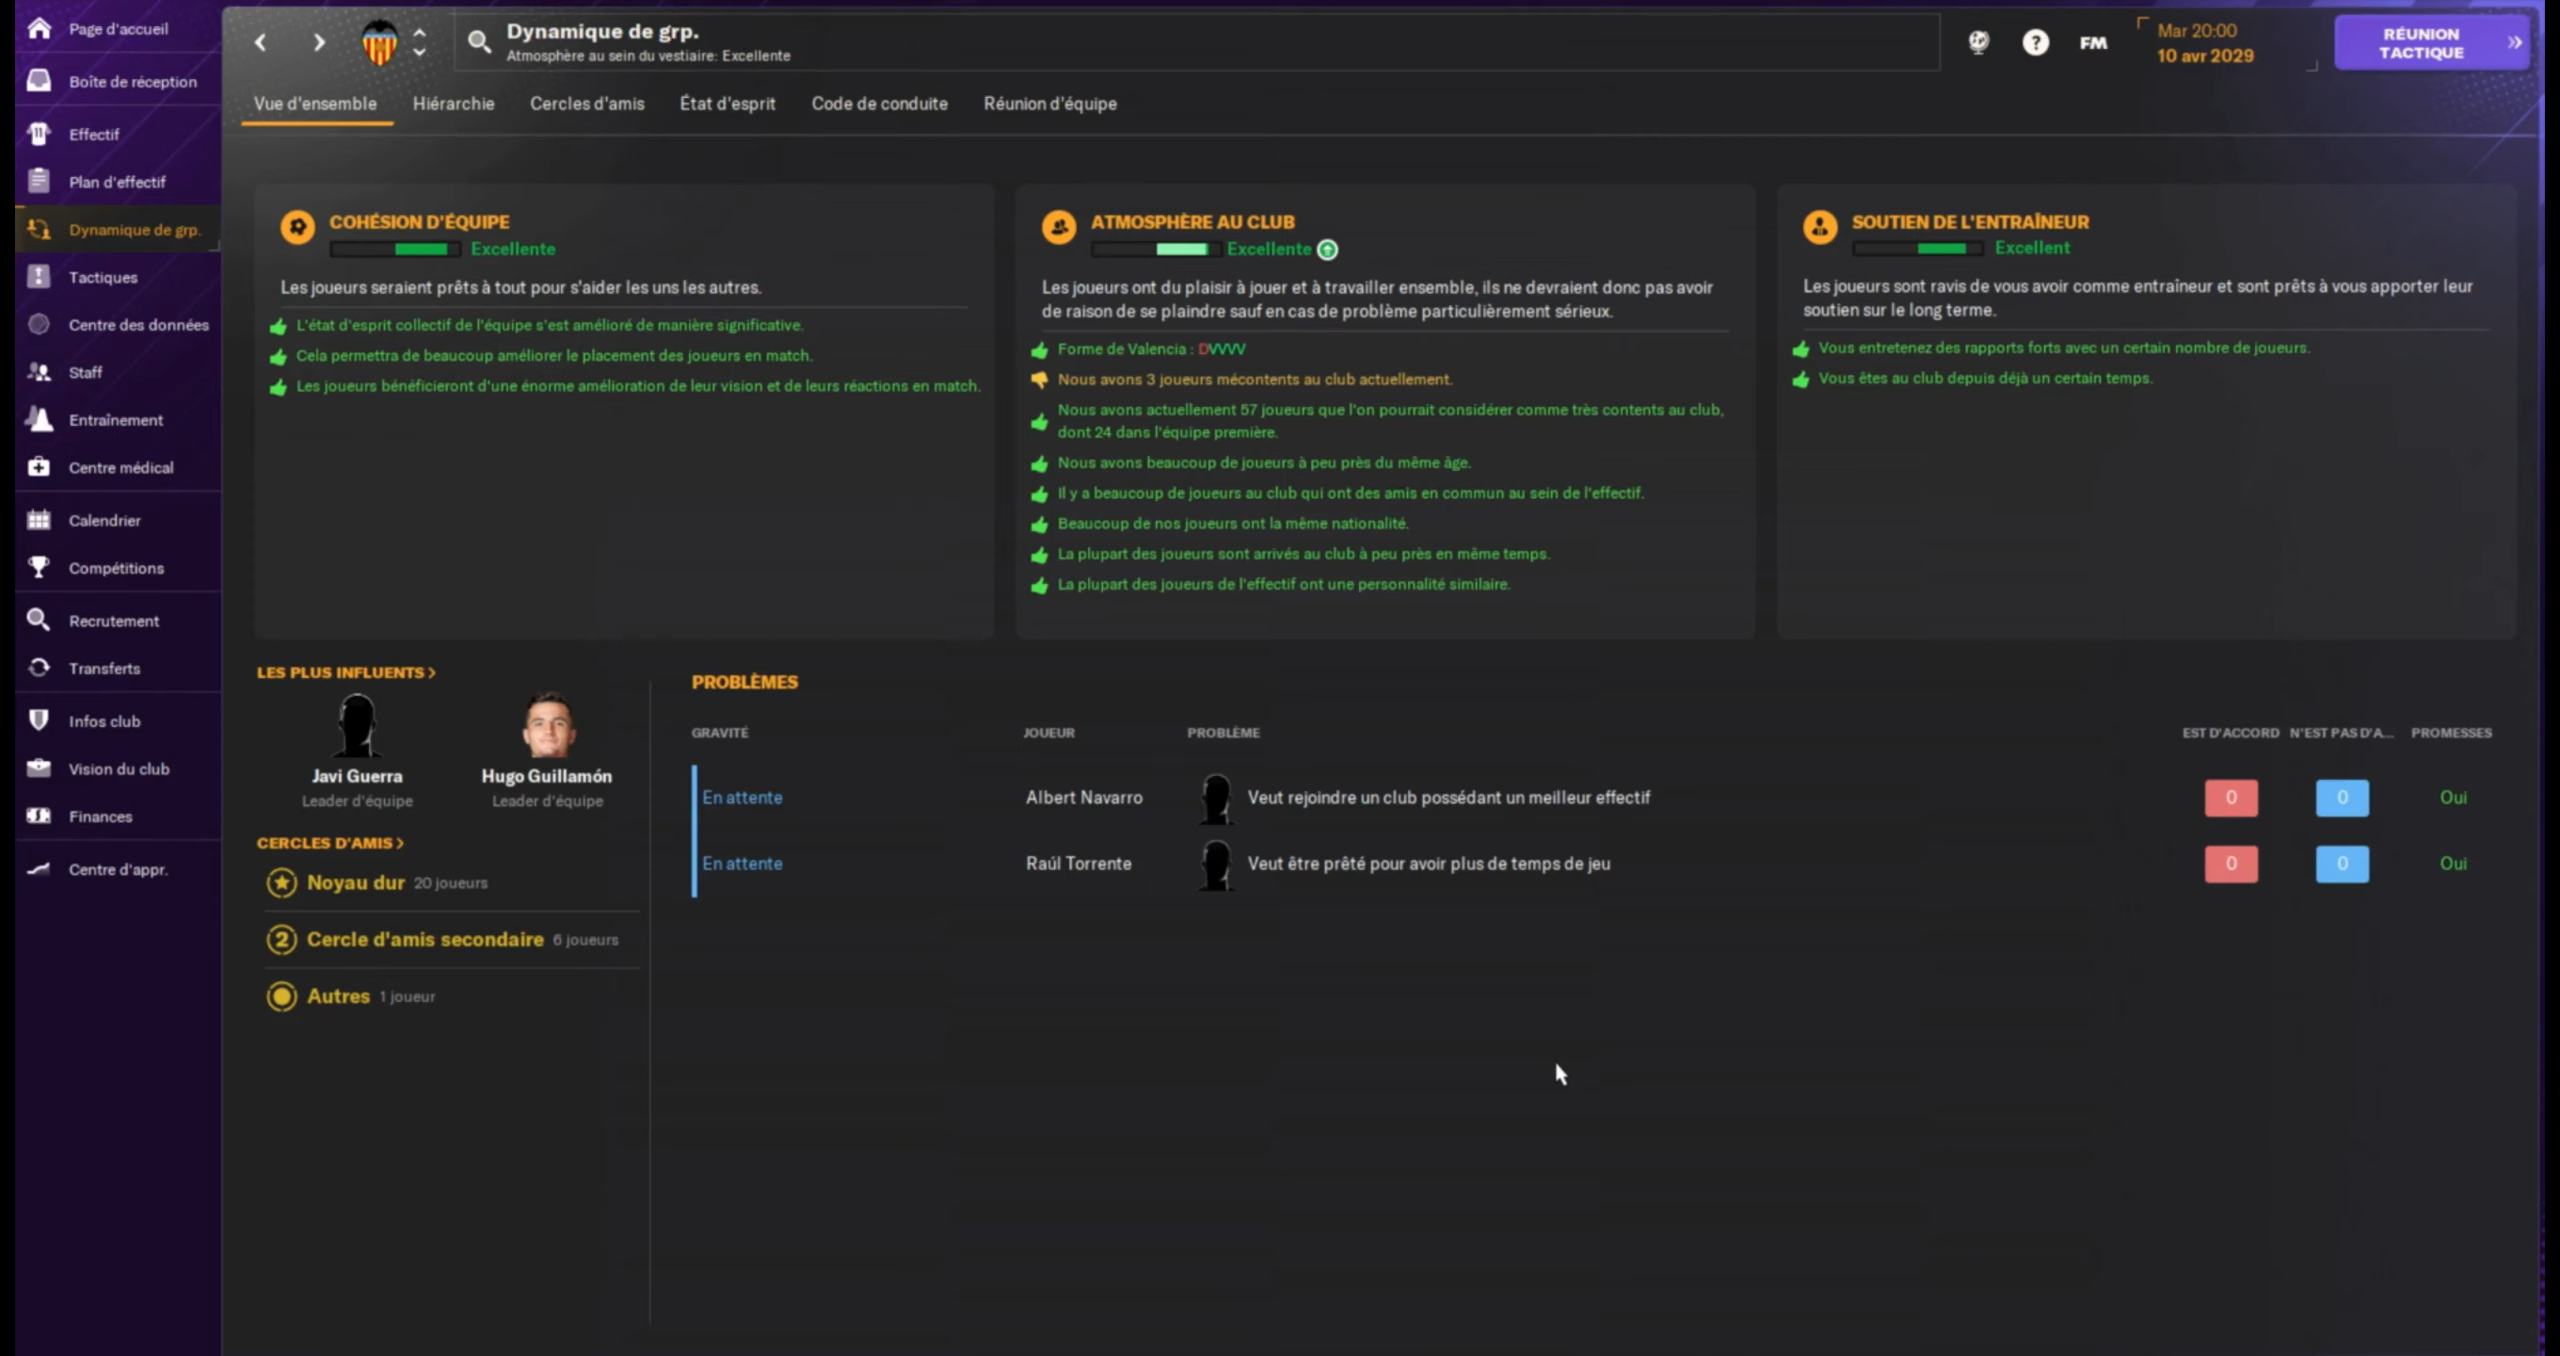 Page d'accueil
Boîte de réception
Effectif
Plan d'effectif
Dynamique de grp.
Tactiques
Centre des données
Staff
Entraînement
Centre médical
Calendrier
Compétitions
Recrutement
Transferts
Infos club
Vision du club
Finances
Centre d'appr.
Dynamique de grp.
Atmosphère au sein du vestiaire: Excellente
?
FM
Mar 20:00
10 avr 2029
RÉUNION
TACTIQUE
Vue d'ensemble Hiérarchie Cercles d'amis État d'esprit Code de conduite Réunion d'équipe
COHÉSION D'ÉQUIPE
Excellente
Les joueurs seraient prêts à tout pour s'aider les uns les autres.
L'état d'esprit collectif de l'équipe s'est amélioré de manière significative.
Cela permettra de beaucoup améliorer le placement des joueurs en match.
Les joueurs bénéficieront d'une énorme amélioration de leur vision et de leurs réactions en match.
ATMOSPHÈRE AU CLUB
Excellente
Les joueurs ont du plaisir à jouer et à travailler ensemble, ils ne devraient donc pas avoir
de raison de se plaindre sauf en cas de problème particulièrement sérieux.
Forme de Valencia : DVVVV
Nous avons 3 joueurs mécontents au club actuellement.
Nous avons actuellement 57 joueurs que l'on pourrait considérer comme très contents au club,
dont 24 dans l'équipe première.
Nous avons beaucoup de joueurs à peu près du même âge.
Il y a beaucoup de joueurs au club qui ont des amis en commun au sein de l'effectif.
Beaucoup de nos joueurs ont la même nationalité.
La plupart des joueurs sont arrivés au club à peu près en même temps.
La plupart des joueurs de l'effectif ont une personnalité similaire.
SOUTIEN DE L'ENTRAÎNEUR
Excellent
Les joueurs sont ravis de vous avoir comme entraîneur et sont prêts à vous apporter leur
soutien sur le long terme.
Vous entretenez des rapports forts avec un certain nombre de joueurs.
Vous êtes au club depuis déjà un certain temps.
LES PLUS INFLUENTS >
Javi Guerra
Leader d'équipe
Hugo Guillamón
Leader d'équipe
CERCLES D'AMIS >
Noyau dur 20 joueurs
2 Cercle d'amis secondaire 6 joueurs
Autres 1 joueur
PROBLÈMES
GRAVITÉ JOUEUR PROBLÈME EST D'ACCORD N'EST PAS D'A... PROMESSES
En attente Albert Navarro Veut rejoindre un club possédant un meilleur effectif 0 0 Oui
En attente Raúl Torrente Veut être prêté pour avoir plus de temps de jeu 0 0 Oui